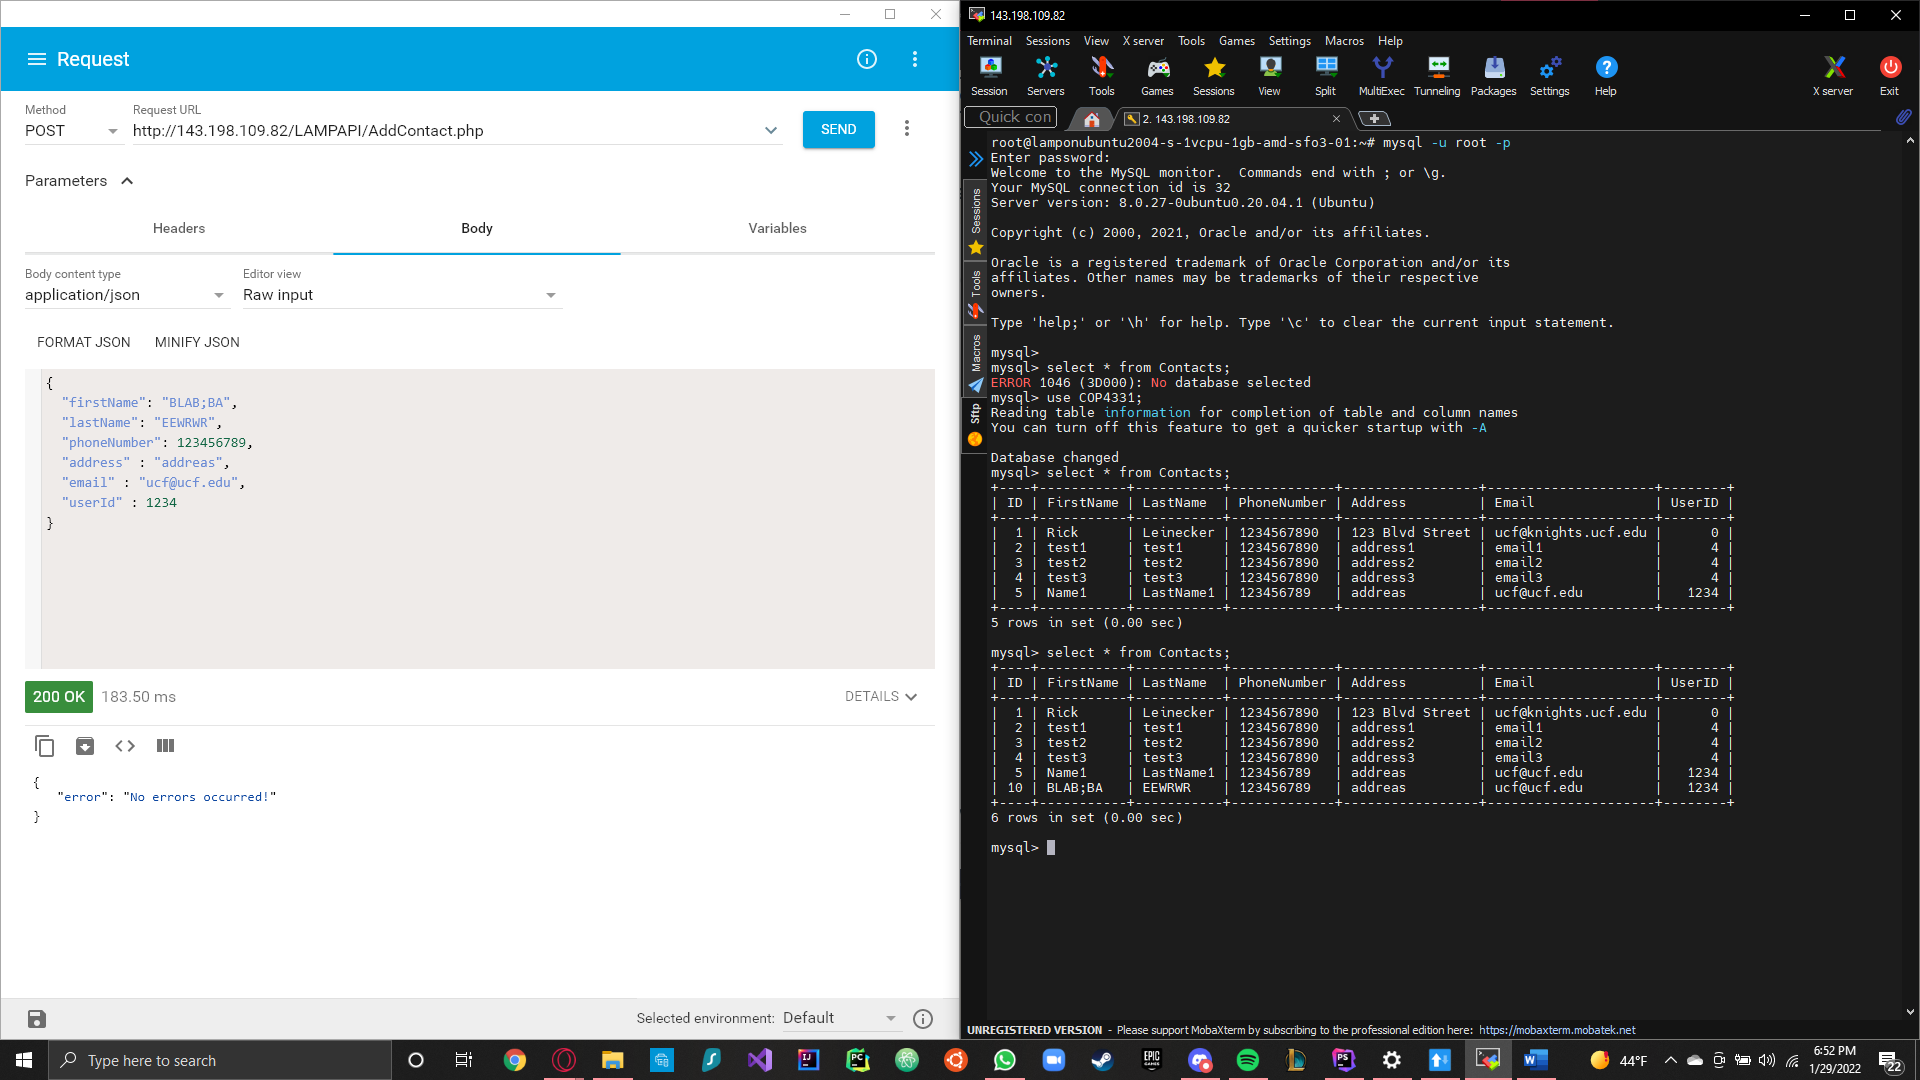 Request
Method
POST
Request URL
http://143.198.109.82/LAMPAPI/AddContact.php
SEND
Parameters
Headers
Body
Variables
Body content type
application/json
Editor view
Raw input
FORMAT JSON
MINIFY JSON
{
"firstName": "BLAB;BA",
"lastName": "EEWRWR",
"phoneNumber": 123456789,
"address" : "addreas",
"email" : "ucf@ucf.edu",
"userId" : 1234
}
200 OK
183.50 ms
DETAILS
{
"error": "No errors occurred!"
}
Selected environment:
Default
143.198.109.82
Terminal Sessions View X server Tools Games Settings Macros Help
Session Servers Tools Games Sessions View Split MultiExec Tunneling Packages Settings Help X server Exit
Quick con
2. 143.198.109.82
Sessions
Tools
Macros
Sftp
root@lamponubuntu2004-s-1vcpu-1gb-amd-sfo3-01:~# mysql -u root -p
Enter password:
Welcome to the MySQL monitor.  Commands end with ; or \g.
Your MySQL connection id is 32
Server version: 8.0.27-0ubuntu0.20.04.1 (Ubuntu)
Copyright (c) 2000, 2021, Oracle and/or its affiliates.
Oracle is a registered trademark of Oracle Corporation and/or its
affiliates. Other names may be trademarks of their respective
owners.
Type 'help;' or '\h' for help. Type '\c' to clear the current input statement.
mysql>
mysql> select * from Contacts;
ERROR 1046 (3D000): No database selected
mysql> use COP4331;
Reading table information for completion of table and column names
You can turn off this feature to get a quicker startup with -A
Database changed
mysql> select * from Contacts;
+----+-----------+-----------+-------------+-----------------+---------------------+--------+
| ID | FirstName | LastName  | PhoneNumber | Address         | Email               | UserID |
+----+-----------+-----------+-------------+-----------------+---------------------+--------+
|  1 | Rick      | Leinecker | 1234567890  | 123 Blvd Street | ucf@knights.ucf.edu |      0 |
|  2 | test1     | test1     | 1234567890  | address1        | email1              |      4 |
|  3 | test2     | test2     | 1234567890  | address2        | email2              |      4 |
|  4 | test3     | test3     | 1234567890  | address3        | email3              |      4 |
|  5 | Name1     | LastName1 | 123456789   | addreas         | ucf@ucf.edu         |   1234 |
+----+-----------+-----------+-------------+-----------------+---------------------+--------+
5 rows in set (0.00 sec)
mysql> select * from Contacts;
+----+-----------+-----------+-------------+-----------------+---------------------+--------+
| ID | FirstName | LastName  | PhoneNumber | Address         | Email               | UserID |
+----+-----------+-----------+-------------+-----------------+---------------------+--------+
|  1 | Rick      | Leinecker | 1234567890  | 123 Blvd Street | ucf@knights.ucf.edu |      0 |
|  2 | test1     | test1     | 1234567890  | address1        | email1              |      4 |
|  3 | test2     | test2     | 1234567890  | address2        | email2              |      4 |
|  4 | test3     | test3     | 1234567890  | address3        | email3              |      4 |
|  5 | Name1     | LastName1 | 123456789   | addreas         | ucf@ucf.edu         |   1234 |
| 10 | BLAB;BA   | EEWRWR    | 123456789   | addreas         | ucf@ucf.edu         |   1234 |
+----+-----------+-----------+-------------+-----------------+---------------------+--------+
6 rows in set (0.00 sec)
mysql>
UNREGISTERED VERSION - Please support MobaXterm by subscribing to the professional edition here: https://mobaxterm.mobatek.net
Type here to search
44°F
6:52 PM
1/29/2022
22